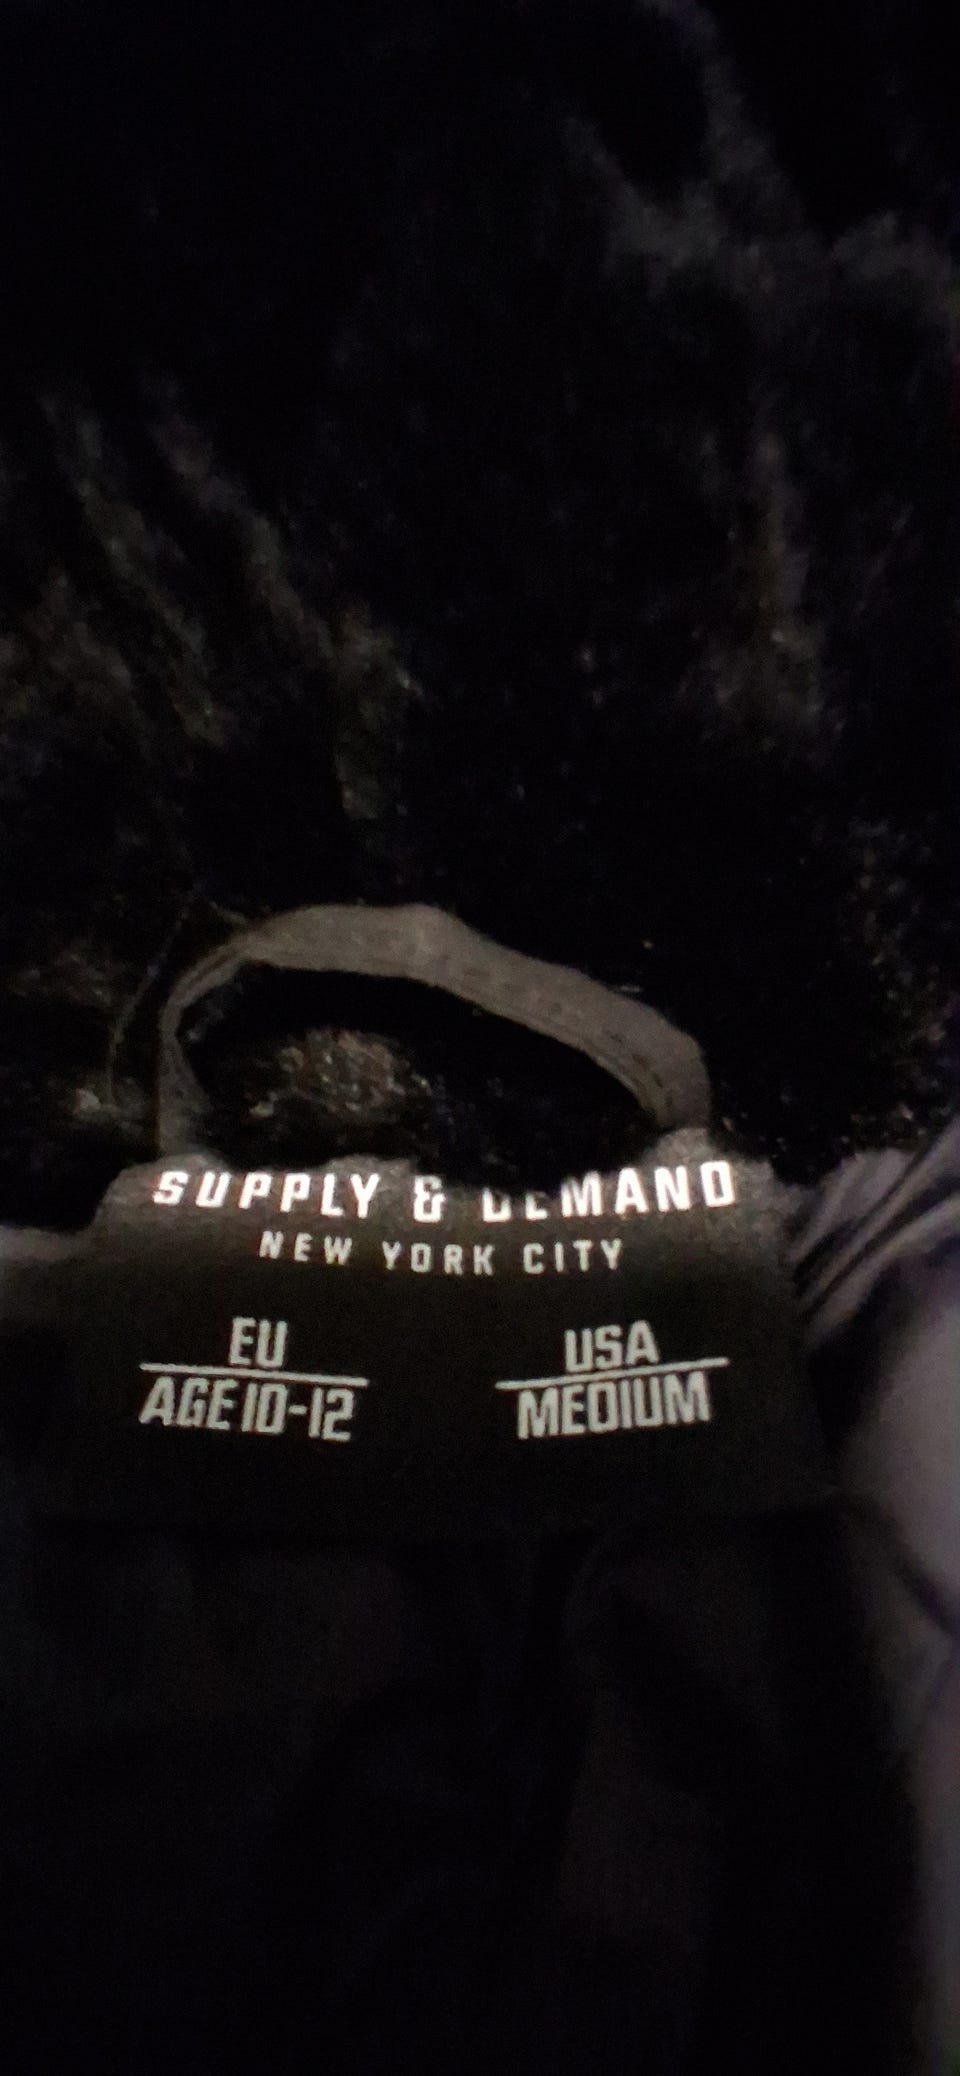 SUPPLY & DEMAND
NEW YORK CITY
EU
AGE 10-12
USA
MEDIUM